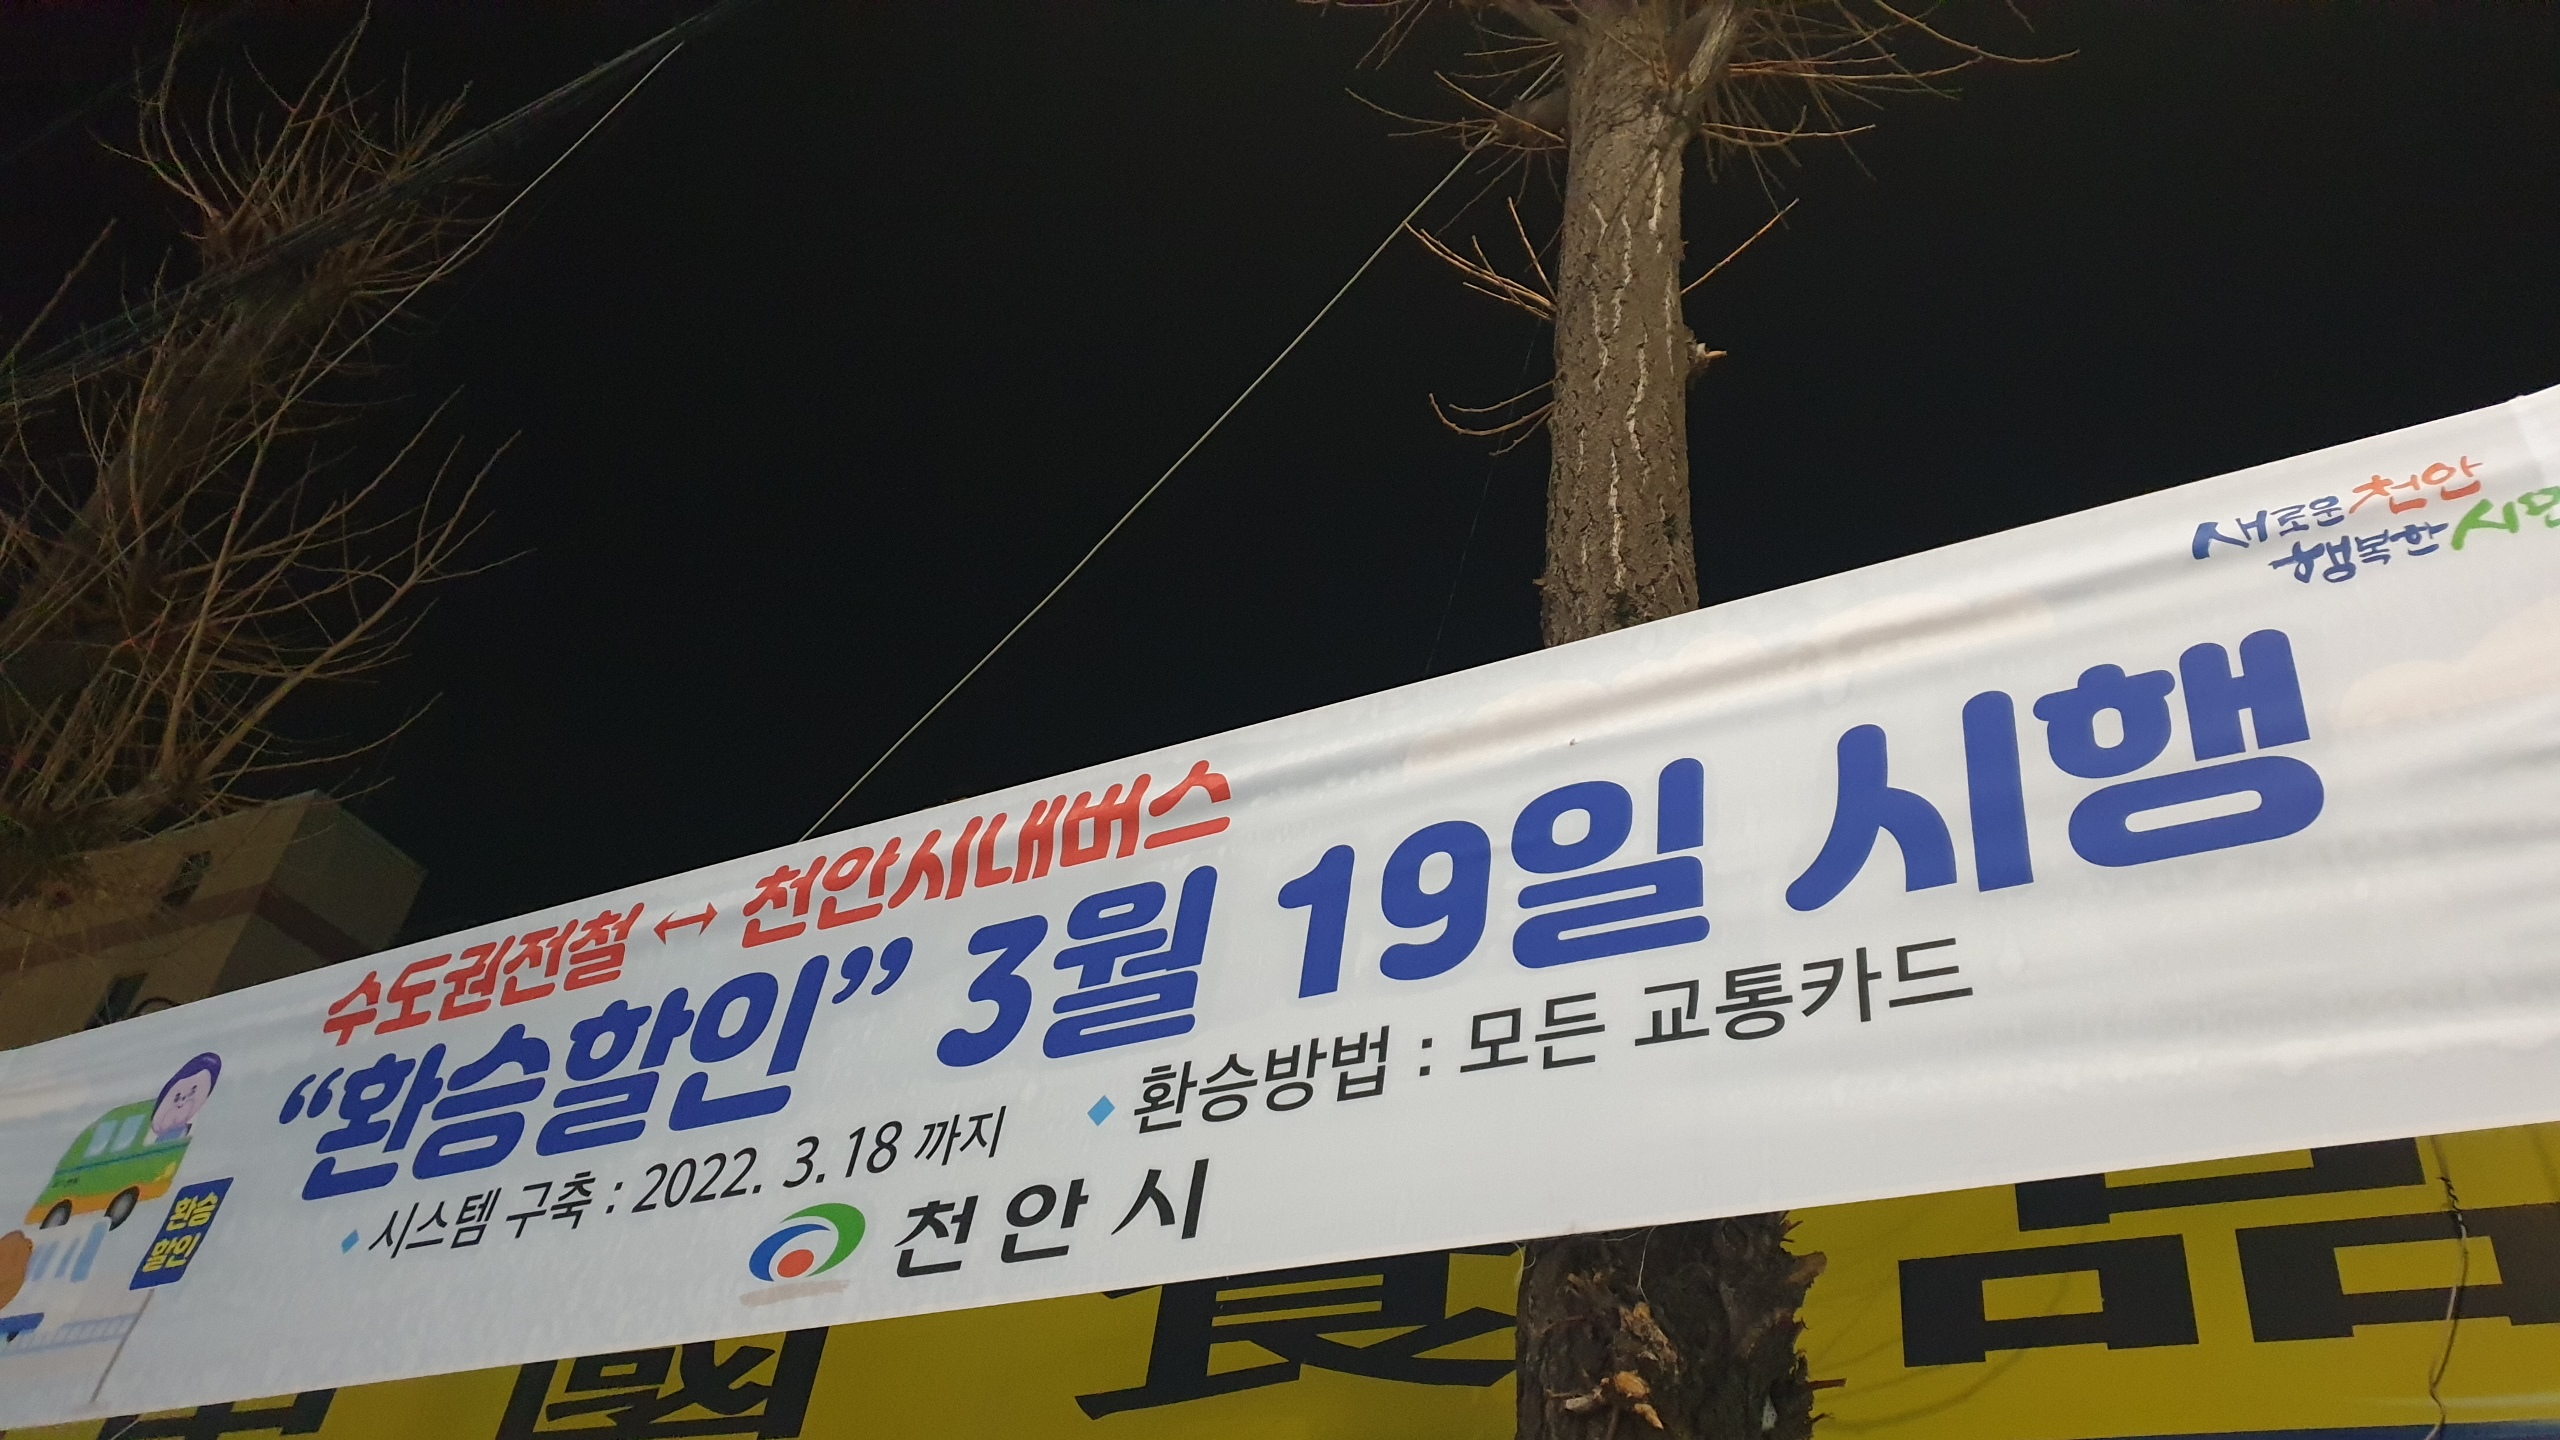 새로운 천안
행복한 시민
수도권전철 ↔ 천안시내버스
“환승할인” 3월 19일 시행
⬥ 시스템 구축 : 2022. 3. 18 까지 ⬥ 환승방법 : 모든 교통카드
환승
할인
천안시
國食品